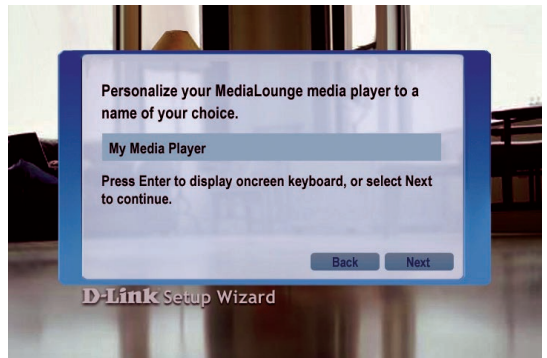 Personalize your MediaLounge media player to a
name of your choice.
My Media Player
Press Enter to display onscreen keyboard, or select Next
to continue.
Back Next
D-Link Setup Wizard